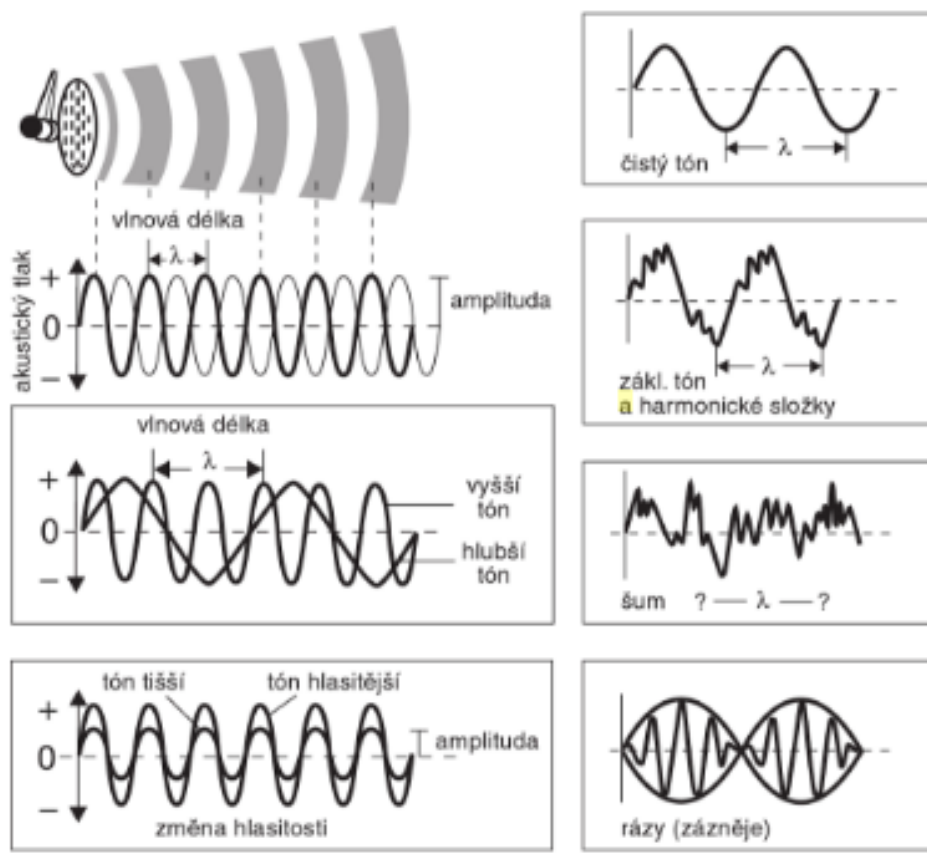 vlnová délka
λ
akustický tlak
+
0
−
amplituda
vlnová délka
λ
+
0
−
vyšší
tón
hlubší
tón
tón tišší
tón hlasitější
+
0
−
amplituda
změna hlasitosti
λ
čistý tón
λ
zákl. tón
a harmonické složky
šum ? — λ — ?
rázy (zázněje)